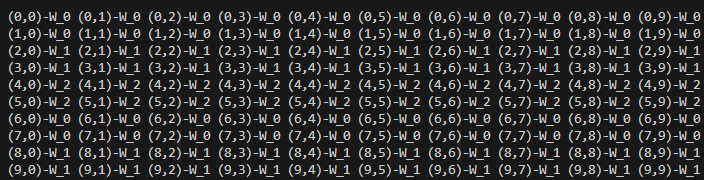 (0,0)-W_0 (0,1)-W_0 (0,2)-W_0 (0,3)-W_0 (0,4)-W_0 (0,5)-W_0 (0,6)-W_0 (0,7)-W_0 (0,8)-W_0 (0,9)-W_0
(1,0)-W_0 (1,1)-W_0 (1,2)-W_0 (1,3)-W_0 (1,4)-W_0 (1,5)-W_0 (1,6)-W_0 (1,7)-W_0 (1,8)-W_0 (1,9)-W_0
(2,0)-W_1 (2,1)-W_1 (2,2)-W_1 (2,3)-W_1 (2,4)-W_1 (2,5)-W_1 (2,6)-W_1 (2,7)-W_1 (2,8)-W_1 (2,9)-W_1
(3,0)-W_1 (3,1)-W_1 (3,2)-W_1 (3,3)-W_1 (3,4)-W_1 (3,5)-W_1 (3,6)-W_1 (3,7)-W_1 (3,8)-W_1 (3,9)-W_1
(4,0)-W_2 (4,1)-W_2 (4,2)-W_2 (4,3)-W_2 (4,4)-W_2 (4,5)-W_2 (4,6)-W_2 (4,7)-W_2 (4,8)-W_2 (4,9)-W_2
(5,0)-W_2 (5,1)-W_2 (5,2)-W_2 (5,3)-W_2 (5,4)-W_2 (5,5)-W_2 (5,6)-W_2 (5,7)-W_2 (5,8)-W_2 (5,9)-W_2
(6,0)-W_0 (6,1)-W_0 (6,2)-W_0 (6,3)-W_0 (6,4)-W_0 (6,5)-W_0 (6,6)-W_0 (6,7)-W_0 (6,8)-W_0 (6,9)-W_0
(7,0)-W_0 (7,1)-W_0 (7,2)-W_0 (7,3)-W_0 (7,4)-W_0 (7,5)-W_0 (7,6)-W_0 (7,7)-W_0 (7,8)-W_0 (7,9)-W_0
(8,0)-W_1 (8,1)-W_1 (8,2)-W_1 (8,3)-W_1 (8,4)-W_1 (8,5)-W_1 (8,6)-W_1 (8,7)-W_1 (8,8)-W_1 (8,9)-W_1
(9,0)-W_1 (9,1)-W_1 (9,2)-W_1 (9,3)-W_1 (9,4)-W_1 (9,5)-W_1 (9,6)-W_1 (9,7)-W_1 (9,8)-W_1 (9,9)-W_1